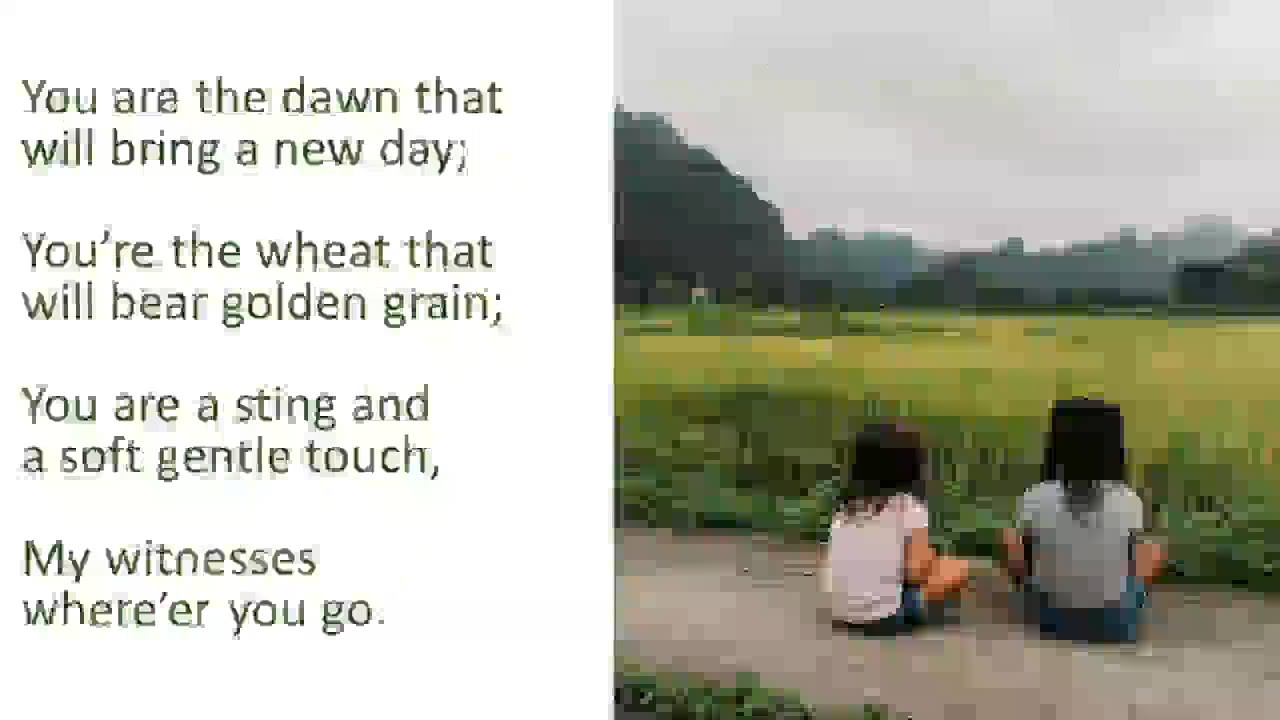 You are the dawn that
will bring a new day;
You're the wheat that
will bear golden grain;
You are a sting and
a soft gentle touch,
My witnesses
where'er you go.